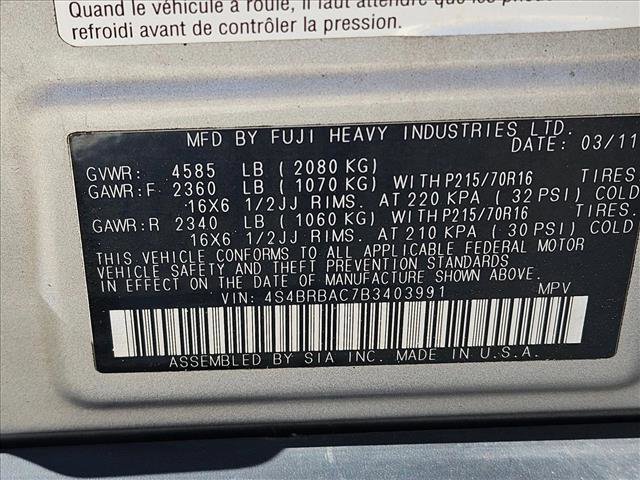 Quand le véhicule a roulé, il faut attendre que les
refroidi avant de contrôler la pression.
MFD BY FUJI HEAVY INDUSTRIES LTD.
DATE: 03/11
GVWR: 4585 LB ( 2080 KG)
GAWR:F 2360 LB ( 1070 KG) WITH P215/70R16 TIRES.
16X6 1/2JJ RIMS. AT 220 KPA ( 32 PSI) COLD
GAWR:R 2340 LB ( 1060 KG) WITH P215/70R16 TIRES.
16X6 1/2JJ RIMS. AT 210 KPA ( 30 PSI) COLD
THIS VEHICLE CONFORMS TO ALL APPLICABLE FEDERAL MOTOR
VEHICLE SAFETY AND THEFT PREVENTION STANDARDS
IN EFFECT ON THE DATE OF MANUFACTURE SHOWN ABOVE.
VIN: 4S4BRBAC7B3403991 MPV
ASSEMBLED BY SIA INC. MADE IN U.S.A.